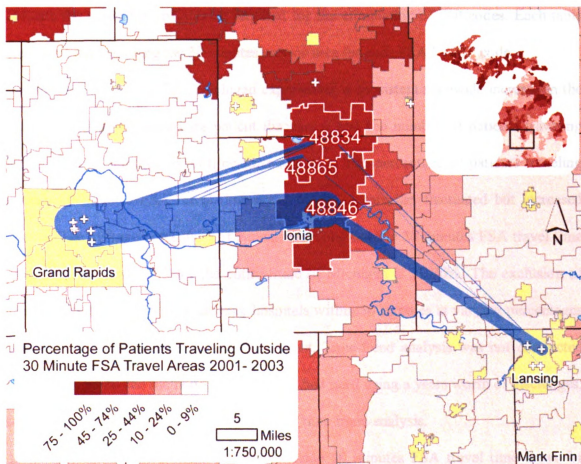 48834
48865
48846
Ionia
Grand Rapids
N
Lansing
Percentage of Patients Traveling Outside
30 Minute FSA Travel Areas 2001- 2003
75 - 100%
45 - 74%
25 - 44%
10 - 24%
0 - 9%
5
Miles
1:750,000
Mark Finn